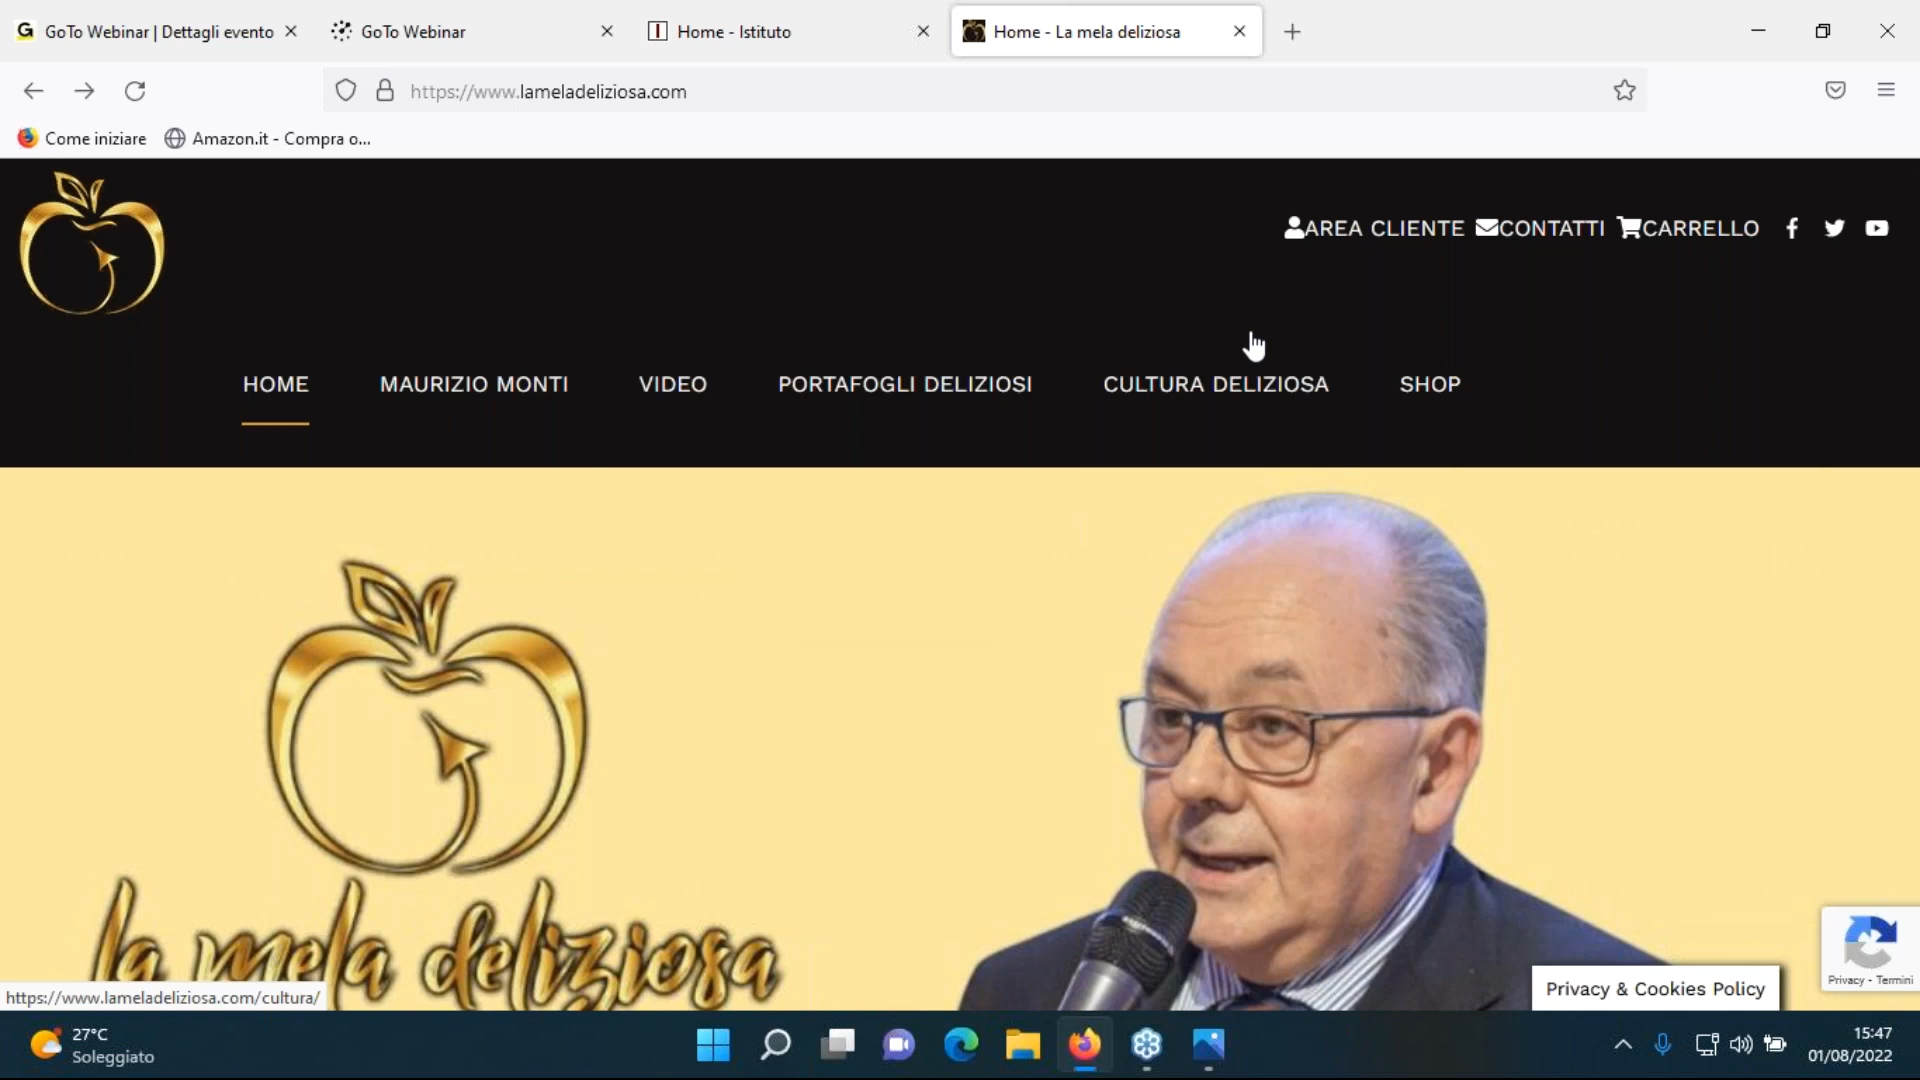 GoTo Webinar | Dettagli evento
GoTo Webinar
Home - Istituto
Home - La mela deliziosa
https://www.lameladeliziosa.com
Come iniziare
Amazon.it - Compra o...
AREA CLIENTE
CONTATTI
CARRELLO
HOME
MAURIZIO MONTI
VIDEO
PORTAFOGLI DELIZIOSI
CULTURA DELIZIOSA
SHOP
la mela deliziosa
Privacy - Termini
Privacy & Cookies Policy
https://www.lameladeliziosa.com/cultura/
27°C
Soleggiato
15:47
01/08/2022